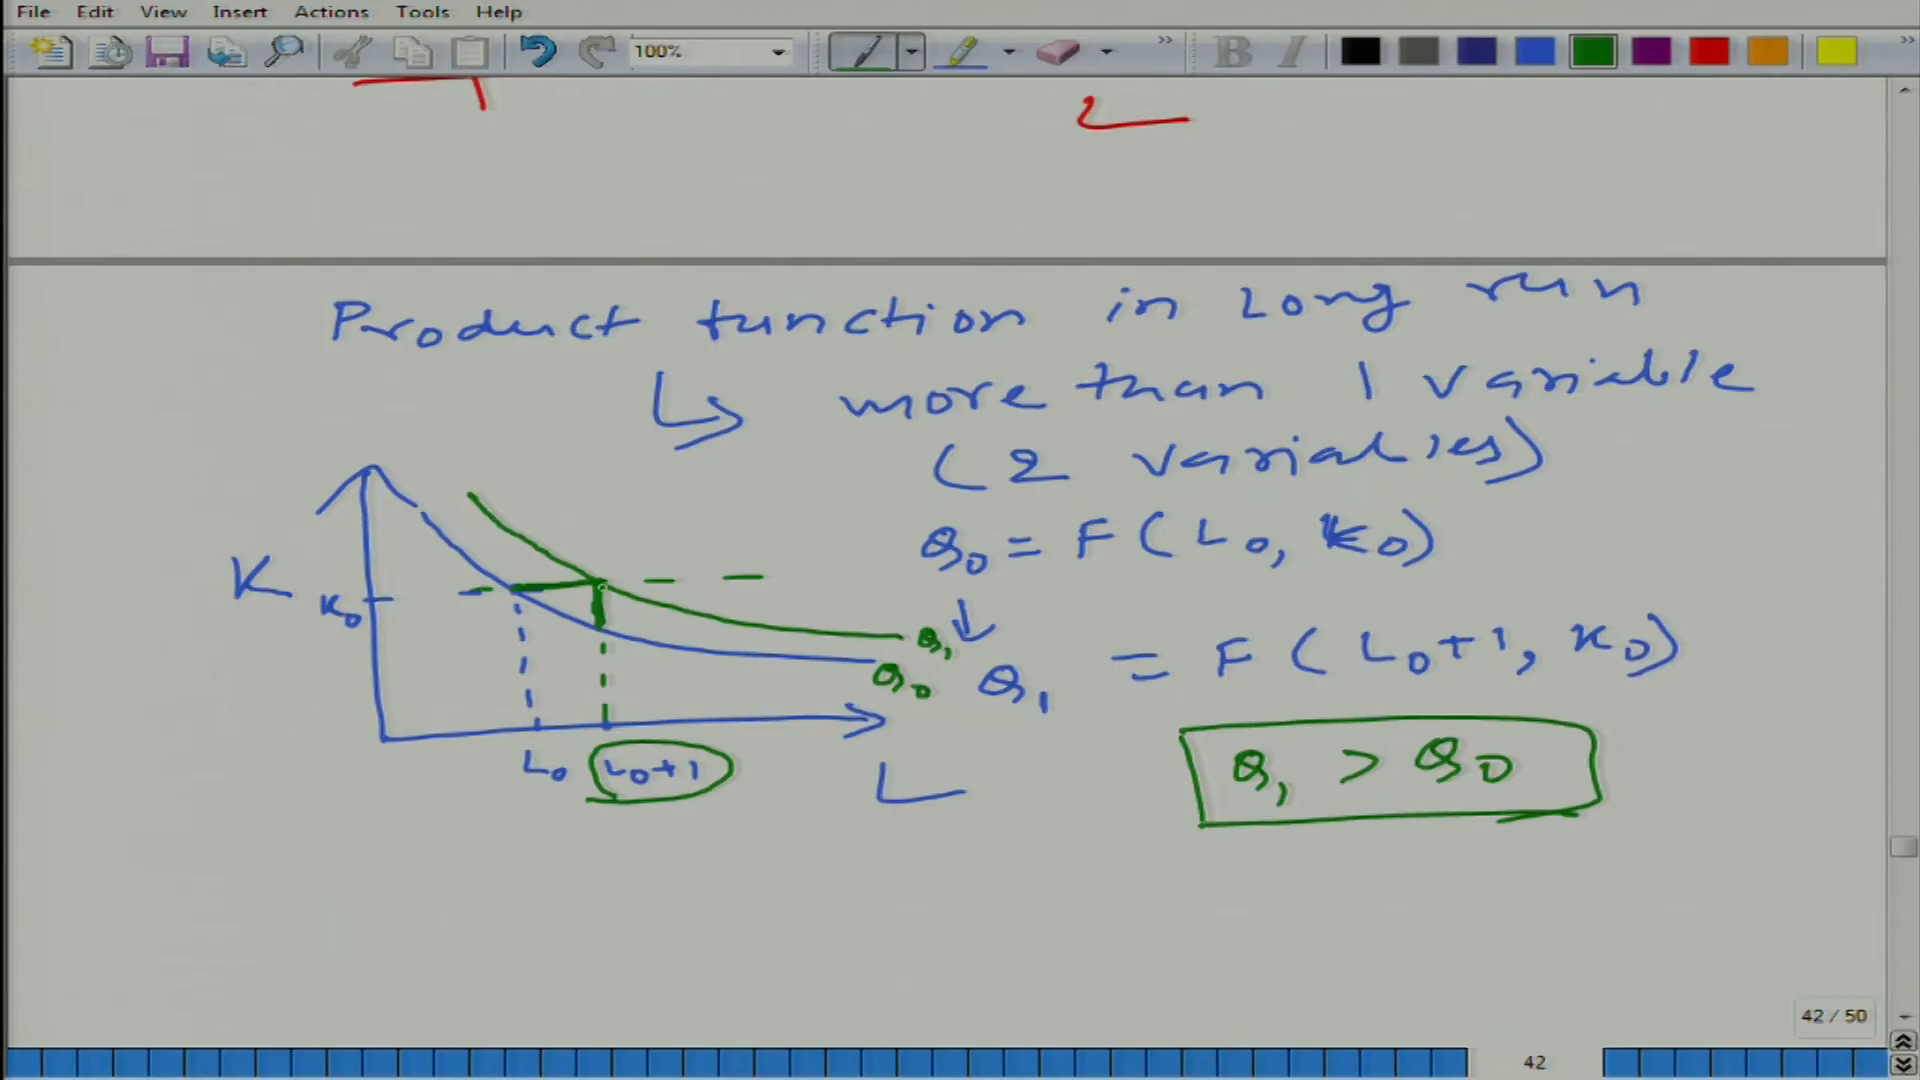 File Edit View Insert Actions Tools Help
100% B I
Product function in Long run
more than 1 variable
(2 variables)
Q0 = F (L0, K0)
K
K0
Q1
Q0
Q1 = F (L0+1, K0)
L0 L0+1
L
Q1 > Q0
42 / 50
42